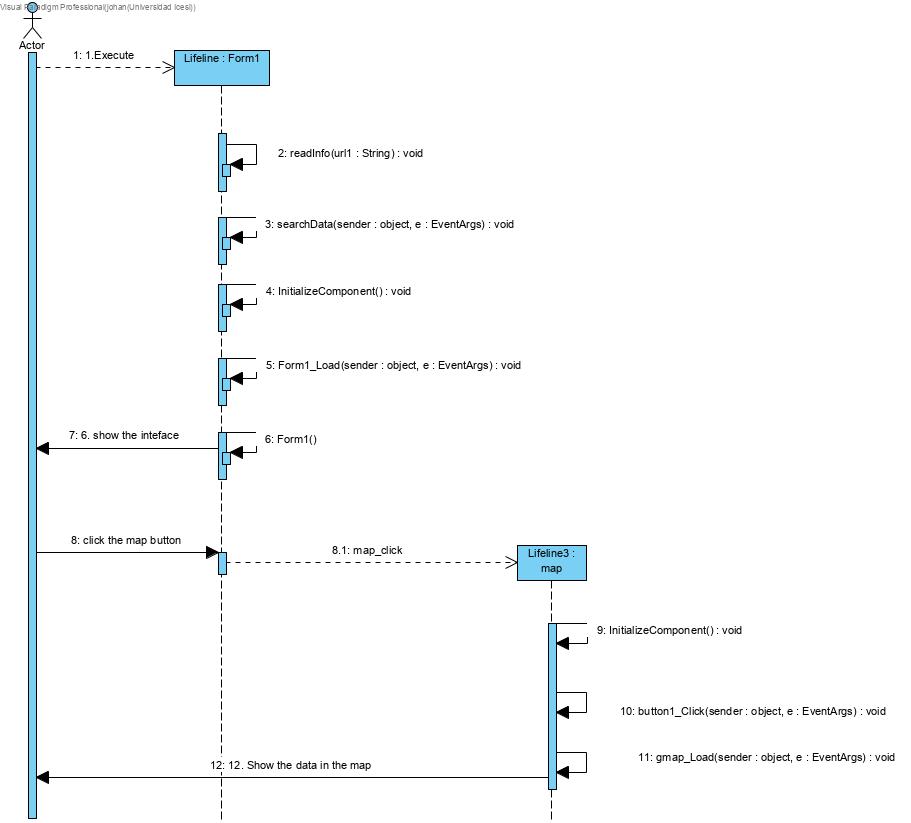 Visual Paradigm Professional(johan(Universidad Icesi))
Actor
1: 1.Execute
Lifeline : Form1
2: readInfo(url1 : String) : void
3: searchData(sender : object, e : EventArgs) : void
4: InitializeComponent() : void
5: Form1_Load(sender : object, e : EventArgs) : void
7: 6. show the inteface
6: Form1()
8: click the map button
8.1: map_click
Lifeline3 :
map
9: InitializeComponent() : void
10: button1_Click(sender : object, e : EventArgs) : void
11: gmap_Load(sender : object, e : EventArgs) : void
12: 12. Show the data in the map